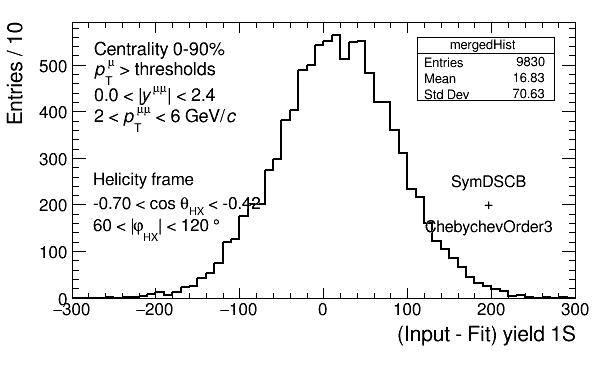 Entries / 10
500
400
300
200
100
0
−300
−200
−100
0
100
200
300
(Input - Fit) yield 1S
Centrality 0-90%
p_T^μ > thresholds
0.0 < |y^μμ| < 2.4
2 < p_T^μμ < 6 GeV/c
Helicity frame
-0.70 < cos θ_HX < -0.42
60 < |φ_HX| < 120 °
mergedHist
Entries 9830
Mean 16.83
Std Dev 70.63
SymDSCB
+
ChebychevOrder3